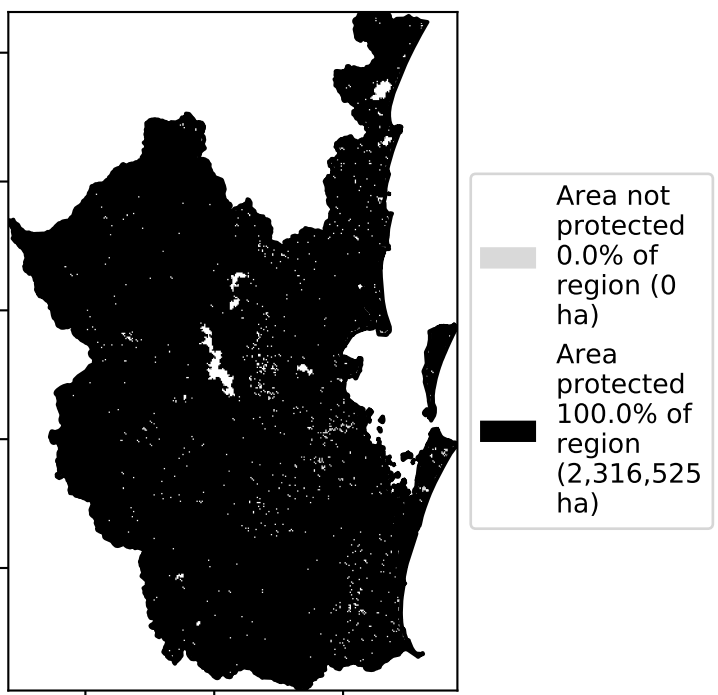 Area not
protected
0.0% of
region (0
ha)
Area
protected
100.0% of
region
(2,316,525
ha)